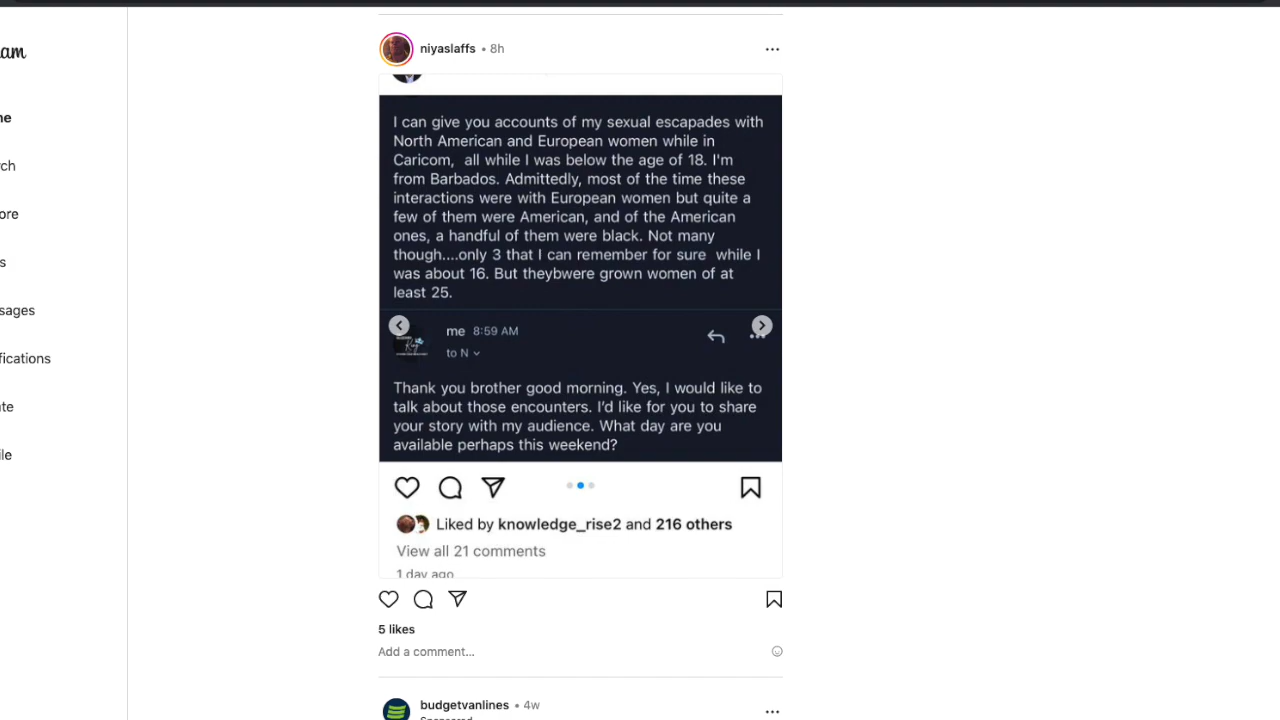 am
niyaslaffs • 8h
I can give you accounts of my sexual escapades with
North American and European women while in
Caricom, all while I was below the age of 18. I'm
from Barbados. Admittedly, most of the time these
interactions were with European women but quite a
few of them were American, and of the American
ones, a handful of them were black. Not many
though....only 3 that I can remember for sure while I
was about 16. But theybwere grown women of at
least 25.
me 8:59 AM
to N
Thank you brother good morning. Yes, I would like to
talk about those encounters. I'd like for you to share
your story with my audience. What day are you
available perhaps this weekend?
Liked by knowledge_rise2 and 216 others
View all 21 comments
1 day ago
5 likes
Add a comment...
budgetvanlines • 4w
Sponsored
ne
rch
ore
s
sages
fications
te
ile